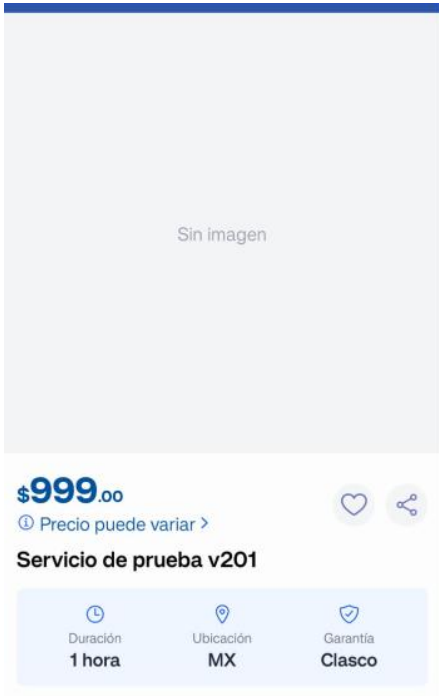 Sin imagen
$999.00
Precio puede variar >
Servicio de prueba v201
Duración
Ubicación
Garantía
1 hora
MX
Clasco